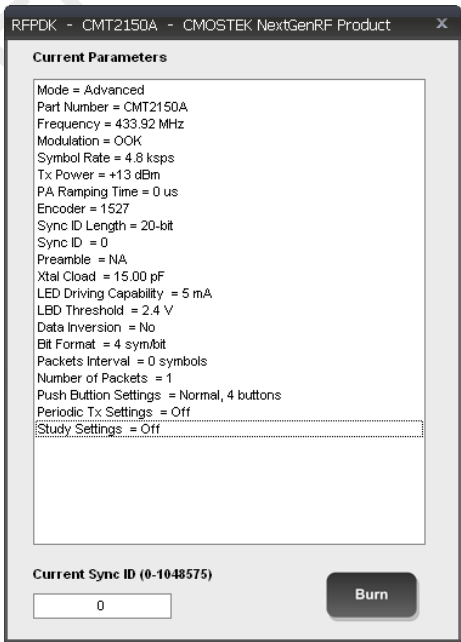 RFPDK - CMT2150A - CMOSTEK NextGenRF Product X
Current Parameters
Mode = Advanced
Part Number = CMT2150A
Frequency = 433.92 MHz
Modulation = OOK
Symbol Rate = 4.8 ksps
Tx Power = +13 dBm
PA Ramping Time = 0 us
Encoder = 1527
Sync ID Length = 20-bit
Sync ID = 0
Preamble = NA
Xtal Cload = 15.00 pF
LED Driving Capability = 5 mA
LBD Threshold = 2.4 V
Data Inversion = No
Bit Format = 4 sym/bit
Packets Interval = 0 symbols
Number of Packets = 1
Push Buttion Settings = Normal, 4 buttons
Periodic Tx Settings = Off
Study Settings = Off
Current Sync ID (0-1048575)
0
Burn